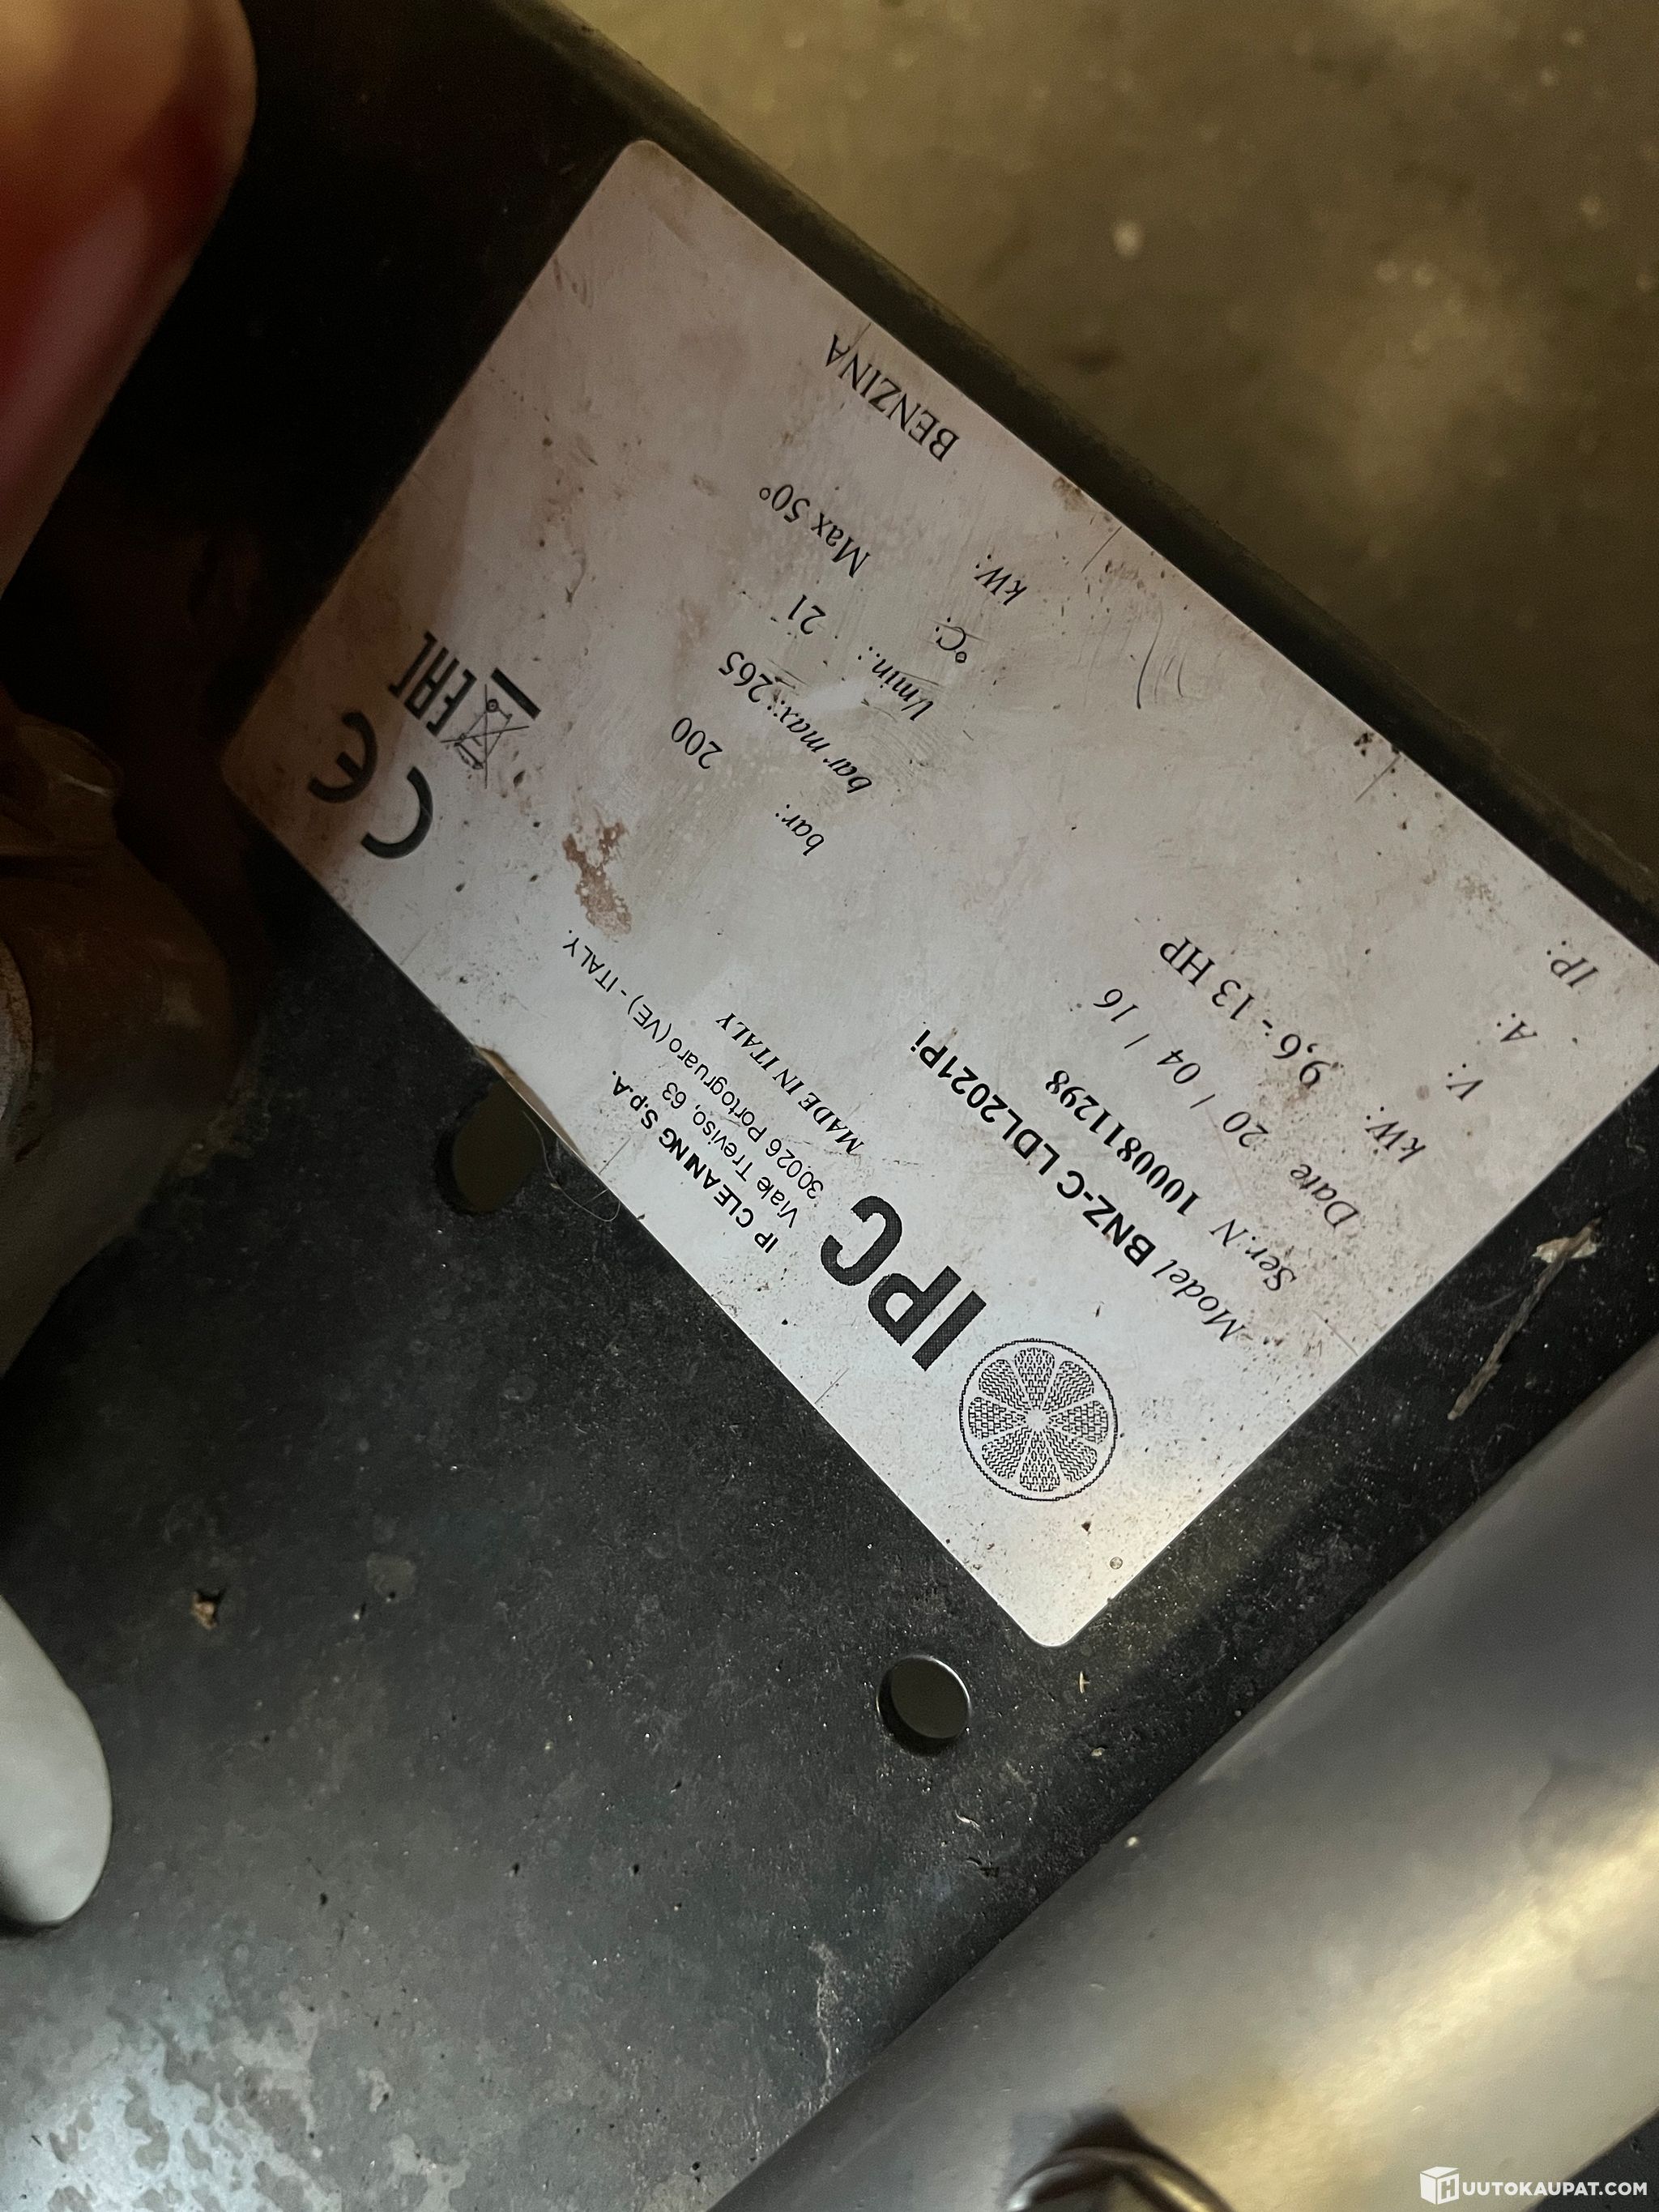 IPC
IP CLEANING S.p.A.
Viale Treviso, 63
30026 Portogruaro (VE) - ITALY.
MADE IN ITALY
CE
EAC
Model BNZ-C LDL2021Pi
Ser.N 1000811298
Date 20 / 04 / 16
kW: 9,6 - 13 HP
V:
A:
IP:
bar: 200
bar max: 265
l/min.: 21
°C: Max 50°
kW: BENZINA
HUUTOKAUPAT.COM